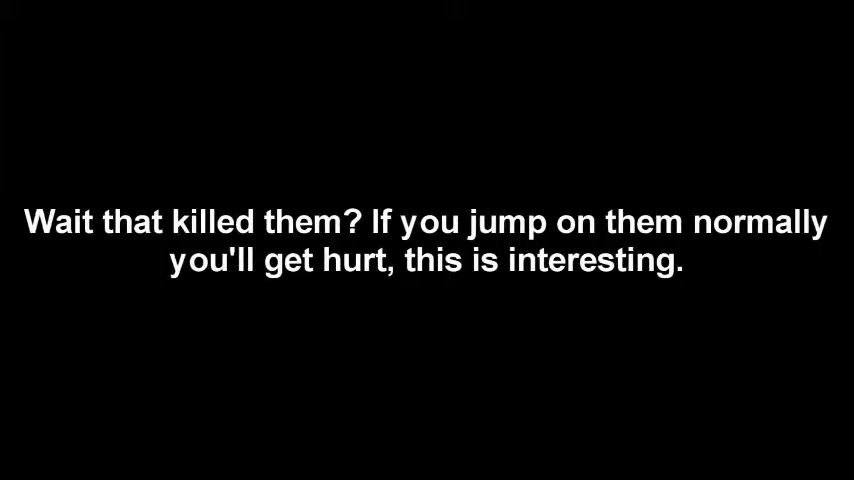 Wait that killed them? If you jump on them normally
you'll get hurt, this is interesting.